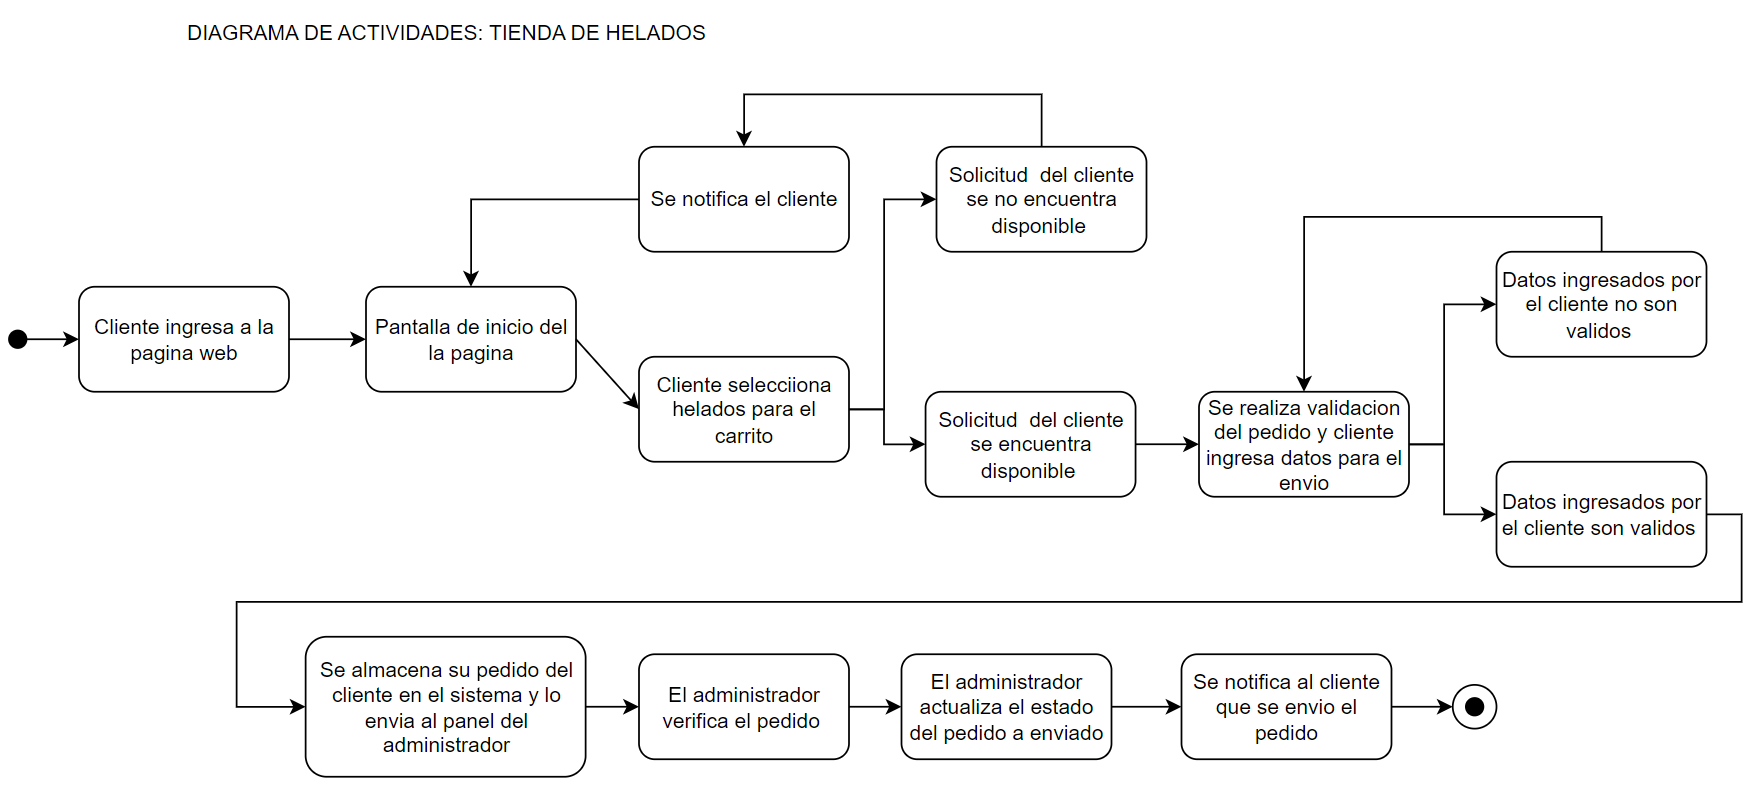 DIAGRAMA DE ACTIVIDADES: TIENDA DE HELADOS
Se notifica el cliente
Solicitud  del cliente
se no encuentra
disponible
Cliente ingresa a la
pagina web
Pantalla de inicio del
la pagina
Cliente selecciiona
helados para el
carrito
Solicitud  del cliente
se encuentra
disponible
Se realiza validacion
del pedido y cliente
ingresa datos para el
envio
Datos ingresados por
el cliente no son
validos
Datos ingresados por
el cliente son validos
Se almacena su pedido del
cliente en el sistema y lo
envia al panel del
administrador
El administrador
verifica el pedido
El administrador
actualiza el estado
del pedido a enviado
Se notifica al cliente
que se envio el
pedido